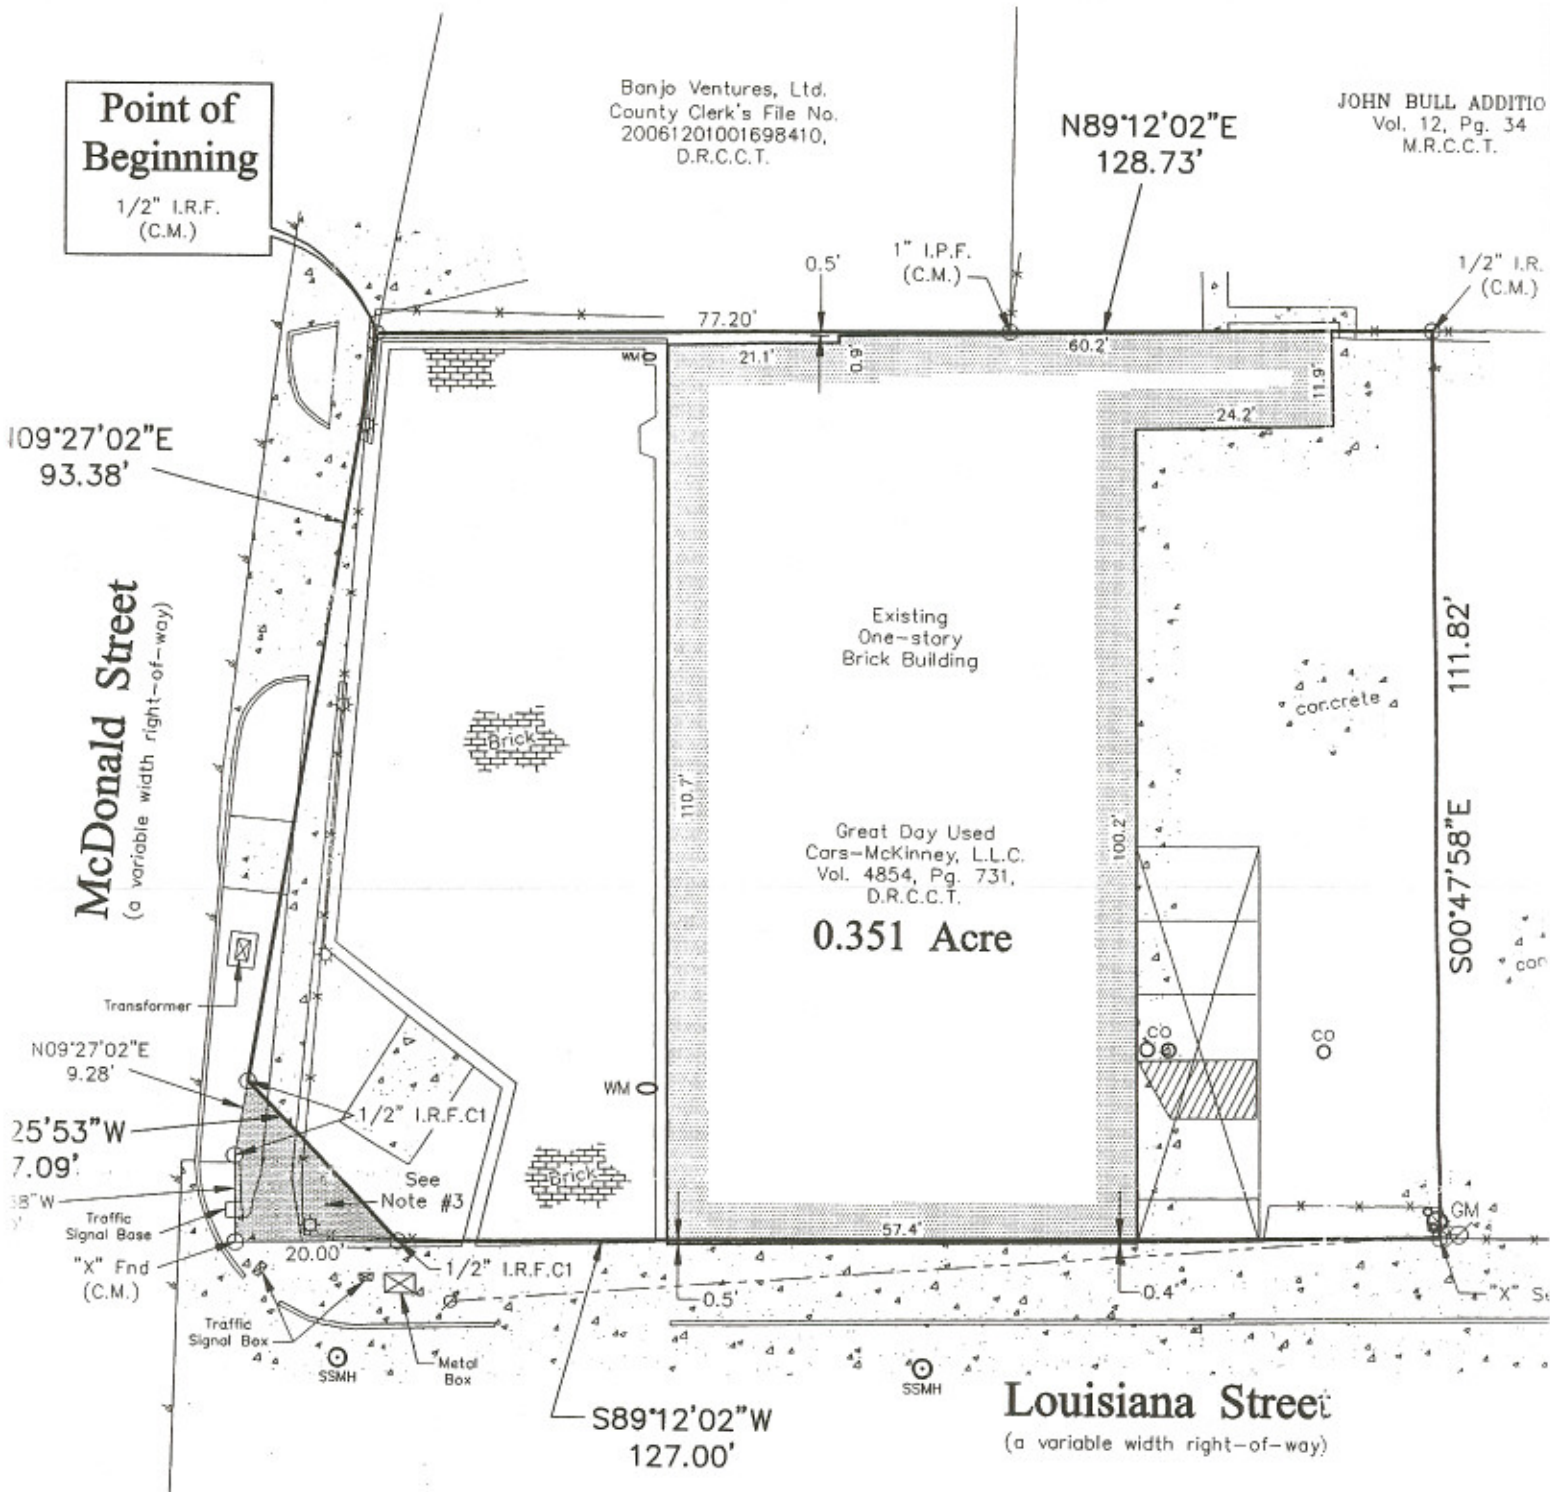 Point of
Beginning
1/2" I.R.F.
(C.M.)
Banjo Ventures, Ltd.
County Clerk's File No.
20061201001698410,
D.R.C.C.T.
N89°12'02"E
128.73'
JOHN BULL ADDITIO
Vol. 12, Pg. 34
M.R.C.C.T.
1" I.P.F.
(C.M.)
1/2" I.R.
(C.M.)
0.5'
77.20'
21.1'
0.9'
60.2'
11.9'
24.2'
WM
09°27'02"E
93.38'
McDonald Street
(a variable width right-of-way)
Existing
One-story
Brick Building
Brick
concrete
111.82'
S00°47'58"E
110.7'
100.2'
Great Day Used
Cars-McKinney, L.L.C.
Vol. 4854, Pg. 731,
D.R.C.C.T.
0.351 Acre
con
Transformer
N09°27'02"E
9.28'
CO
CO
WM
1/2" I.R.F.C1
25'53"W
7.09'
8"W
See
Note #3
Brick
Traffic
Signal Base
GM
57.4'
20.00'
"X" Fnd
(C.M.)
1/2" I.R.F.C1
0.5'
0.4'
"X" S
Traffic
Signal Box
Metal
Box
SSMH
SSMH
S89°12'02"W
127.00'
Louisiana Street
(a variable width right-of-way)